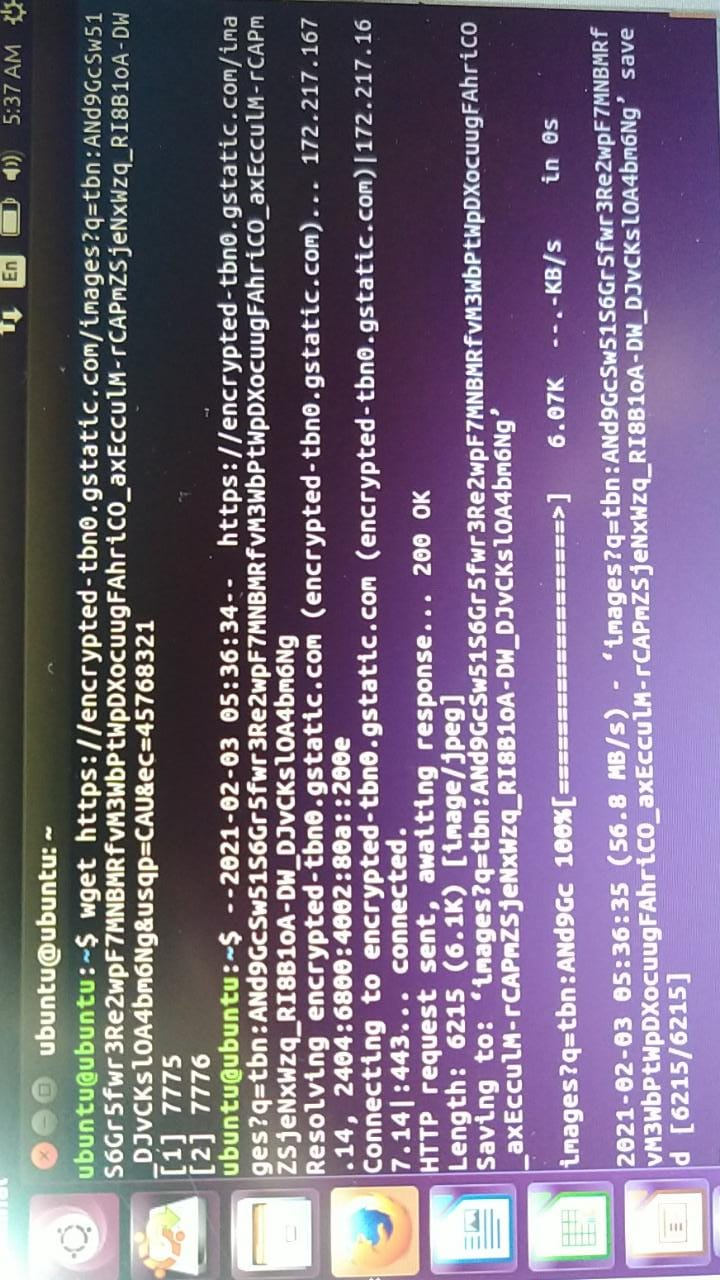 En 5:37 AM
ubuntu@ubuntu: ~
ubuntu@ubuntu:~$ wget https://encrypted-tbn0.gstatic.com/images?q=tbn:ANd9GcSw51
S6Gr5fwr3Re2wpF7MNBMRfvM3WbPtWpDXocuugFAhriCO_axEcculM-rCAPmZSjeNxWzq_RI8B1oA-DW
_DJvCKslOA4bm6Ng&usqp=CAU&ec=45768321
[1] 7775
[2] 7776
ubuntu@ubuntu:~$ --2021-02-03 05:36:34--  https://encrypted-tbn0.gstatic.com/ima
ges?q=tbn:ANd9GcSw51S6Gr5fwr3Re2wpF7MNBMRfvM3WbPtWpDXocuugFAhriCO_axEcculM-rCAPm
ZSjeNxWzq_RI8B1oA-DW_DJvCKslOA4bm6Ng
Resolving encrypted-tbn0.gstatic.com (encrypted-tbn0.gstatic.com)... 172.217.167
.14, 2404:6800:4002:80a::200e
Connecting to encrypted-tbn0.gstatic.com (encrypted-tbn0.gstatic.com)|172.217.16
7.14|:443... connected.
HTTP request sent, awaiting response... 200 OK
Length: 6215 (6.1K) [image/jpeg]
Saving to: ‘images?q=tbn:ANd9GcSw51S6Gr5fwr3Re2wpF7MNBMRfvM3WbPtWpDXocuugFAhriCO
_axEcculM-rCAPmZSjeNxWzq_RI8B1oA-DW_DJvCKslOA4bm6Ng’
images?q=tbn:ANd9Gc 100%[=====================>]   6.07K  --.-KB/s    in 0s
2021-02-03 05:36:35 (56.8 MB/s) - ‘images?q=tbn:ANd9GcSw51S6Gr5fwr3Re2wpF7MNBMRf
vM3WbPtWpDXocuugFAhriCO_axEcculM-rCAPmZSjeNxWzq_RI8B1oA-DW_DJvCKslOA4bm6Ng’ save
d [6215/6215]